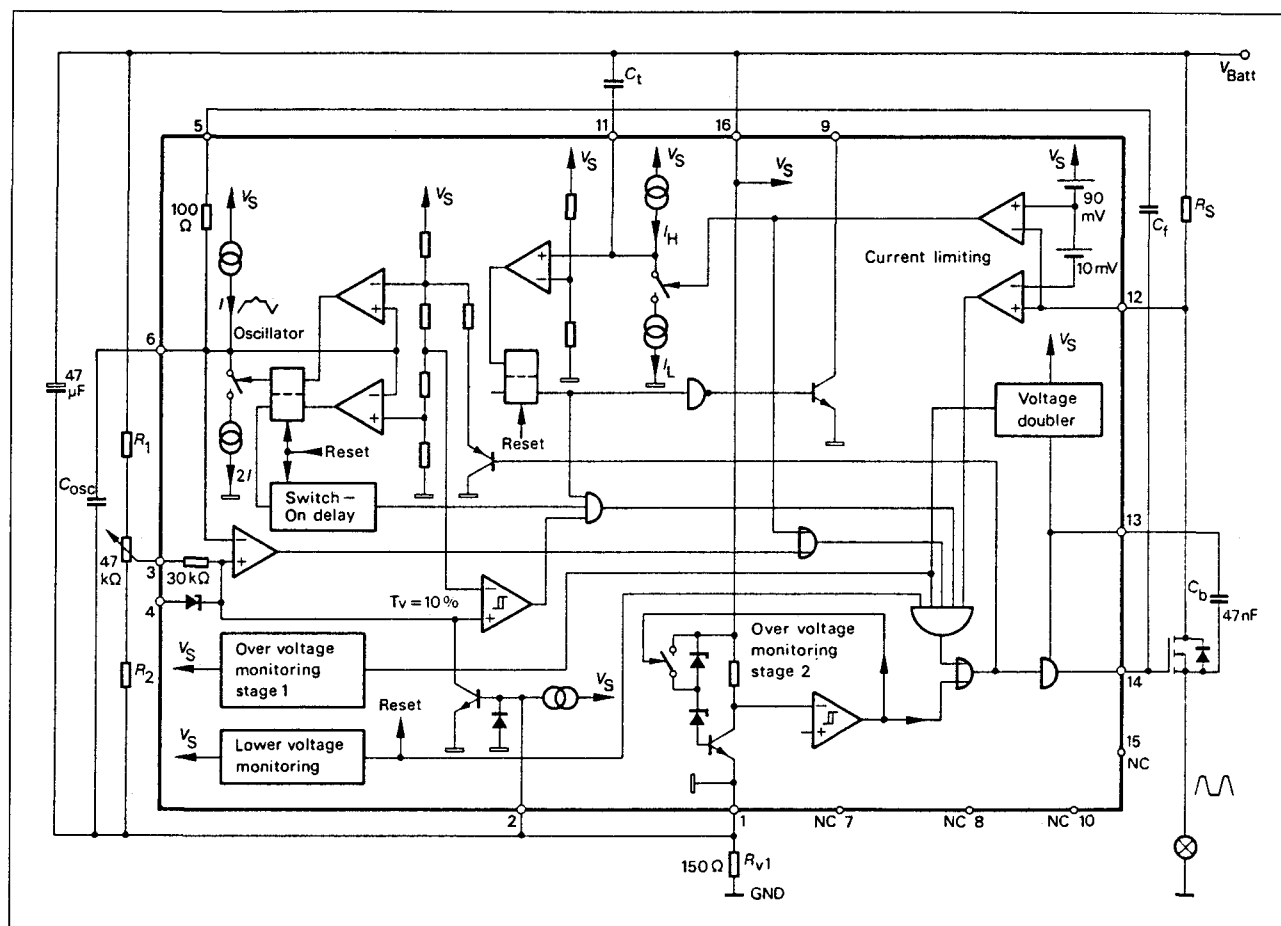 V_Batt
C_t
5
11
16
9
V_S
V_S
V_S
V_S
V_S
V_S
100
Ω
90
mV
R_S
C_f
I_H
Current limiting
10 mV
12
I
Oscillator
6
I_L
V_S
47
µF
Voltage
doubler
R_1
Reset
Reset
2I
C_osc
Switch –
On delay
13
47
kΩ
3
30 kΩ
C_b
47nF
4
T_V = 10 %
Over voltage
monitoring
stage 2
V_S
Over voltage
monitoring
stage 1
R_2
V_S
14
Reset
V_S
Lower voltage
monitoring
15
NC
2
1
NC 7
NC 8
NC 10
150 Ω
R_v1
GND